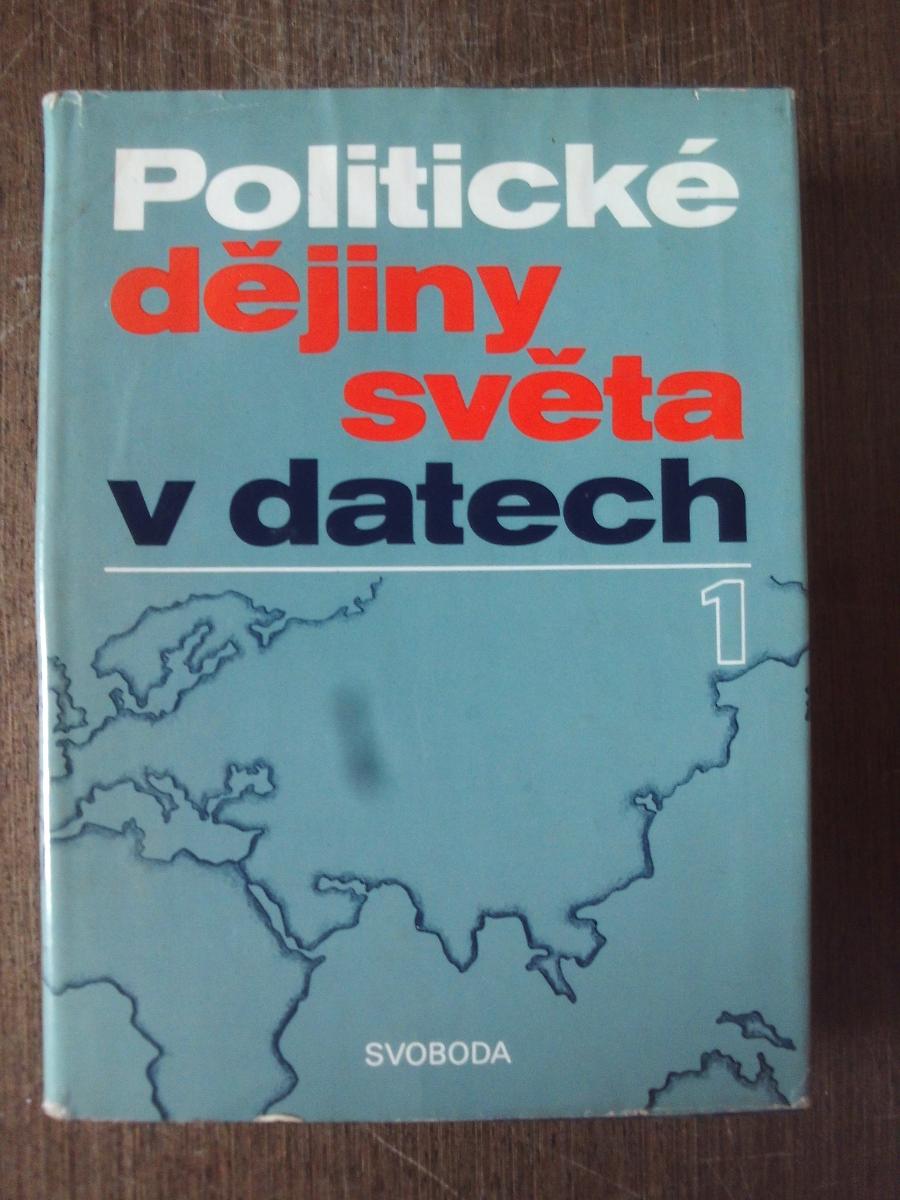 Politické
dějiny
světa
v datech
1
SVOBODA